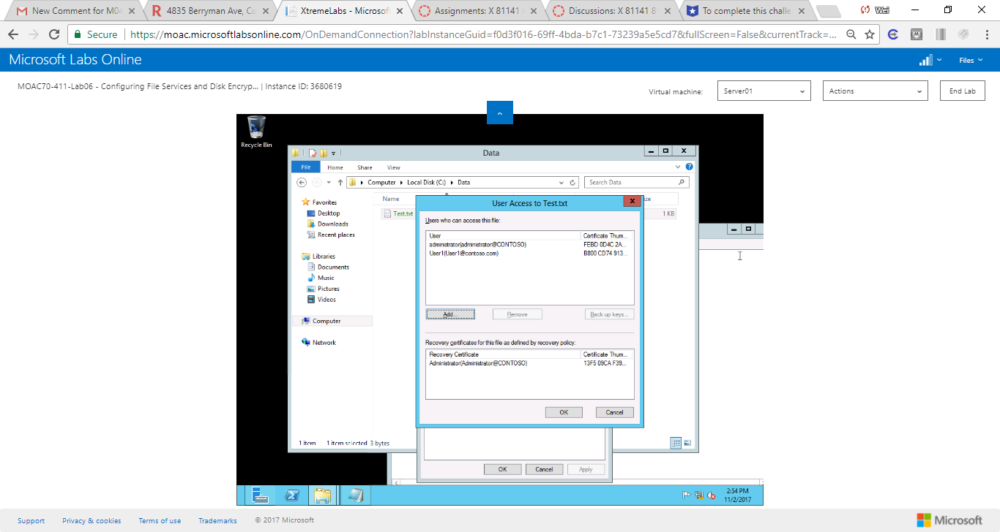 New Comment for M04
4835 Berryman Ave, Cu
XtremeLabs - Microsof
Assignments: X 81141
Discussions: X 81141 8
To complete this challe
Wei
Secure
https://moac.microsoftlabsonline.com/OnDemandConnection?labInstanceGuid=f0d3f016-69ff-4bda-b7c1-73239a5e5cd7&fullScreen=False&currentTrack=...
Microsoft Labs Online
Files
MOAC70-411-Lab06 - Configuring File Services and Disk Encryp... | Instance ID: 3680619
Virtual machine:
Server01
Actions
End Lab
Recycle Bin
Data
File
Home
Share
View
Computer
Local Disk (C:)
Data
Search Data
Favorites
Desktop
Downloads
Recent places
Libraries
Documents
Music
Pictures
Videos
Computer
Network
Name
ze
Test.txt
1 KB
User Access to Test.txt
Users who can access this file:
User
Certificate Thum...
administrator(administrator@CONTOSO)
FEBD 0D4C 2A...
User1(User1@contoso.com)
B800 CD74 913...
Add...
Remove
Back up keys...
Recovery certificates for this file as defined by recovery policy:
Recovery Certificate
Certificate Thum...
Administrator(Administrator@CONTOSO)
13F5 09CA F39...
OK
Cancel
1 item
1 item selected 3 bytes
OK
Cancel
Apply
2:54 PM
11/2/2017
Support
Privacy & cookies
Terms of use
Trademarks
© 2017 Microsoft
Microsoft